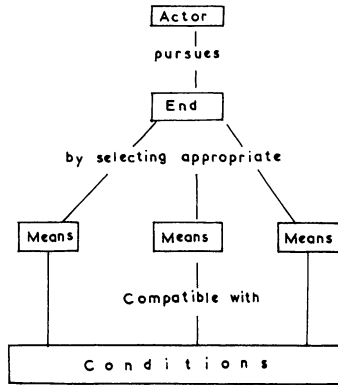 Actor
pursues
End
by selecting appropriate
Means Means Means
Compatible with
Conditions